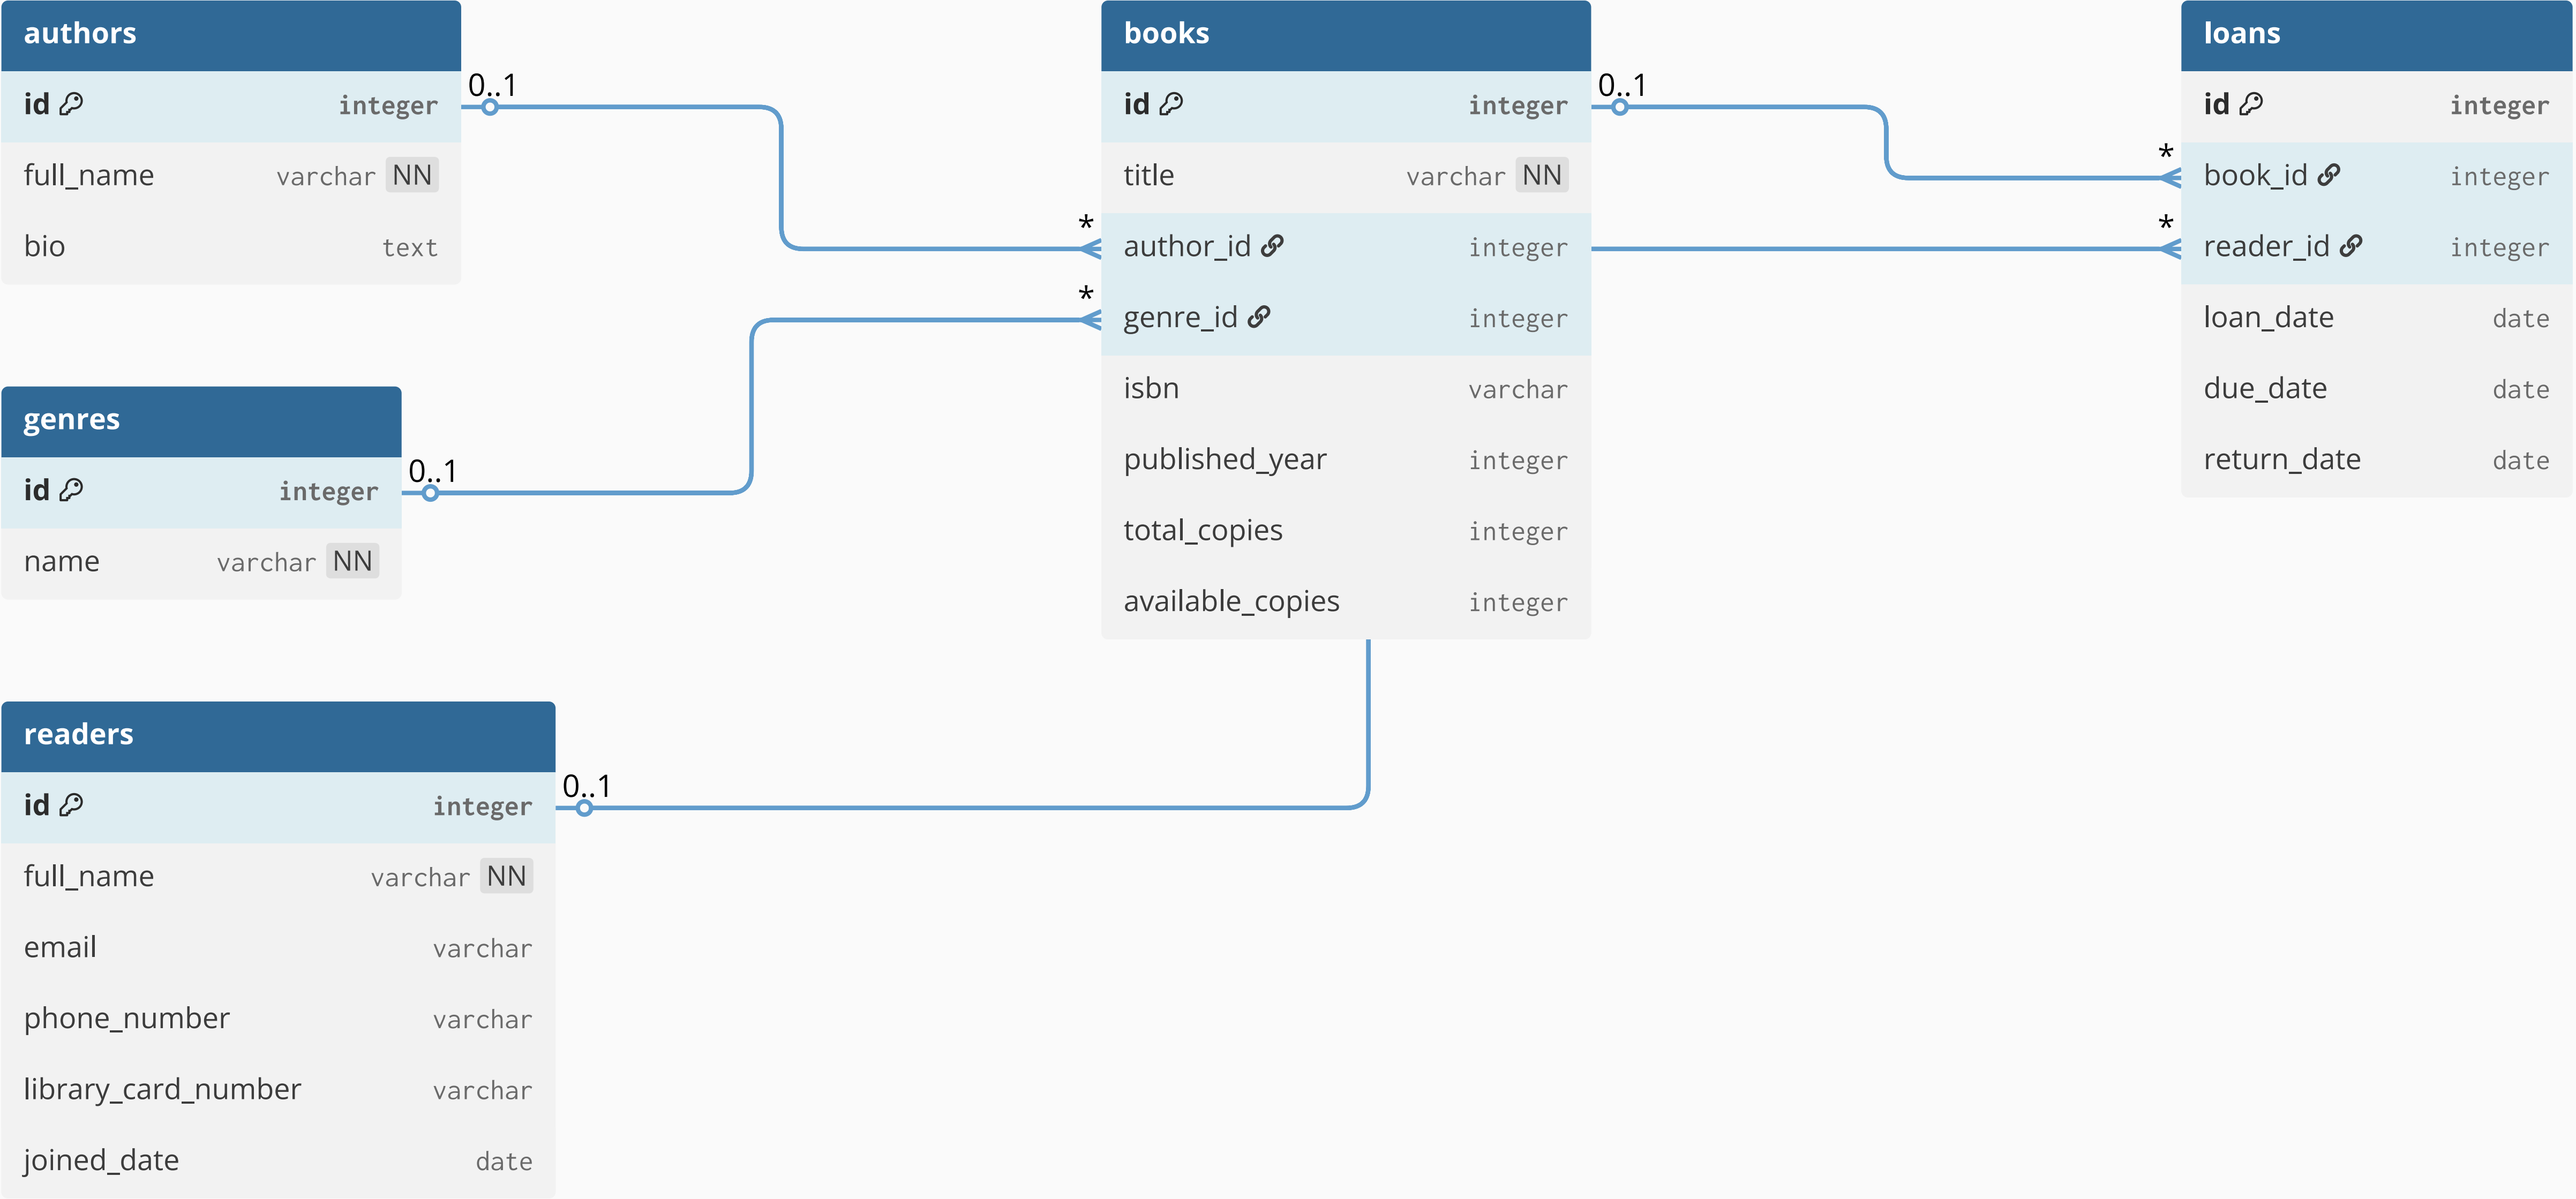 authors
id integer
full_name varchar NN
bio text
0..1
*
genres
id integer
name varchar NN
0..1
*
readers
id integer
full_name varchar NN
email varchar
phone_number varchar
library_card_number varchar
joined_date date
0..1
books
id integer
title varchar NN
author_id integer
genre_id integer
isbn varchar
published_year integer
total_copies integer
available_copies integer
0..1
*
*
loans
id integer
book_id integer
reader_id integer
loan_date date
due_date date
return_date date